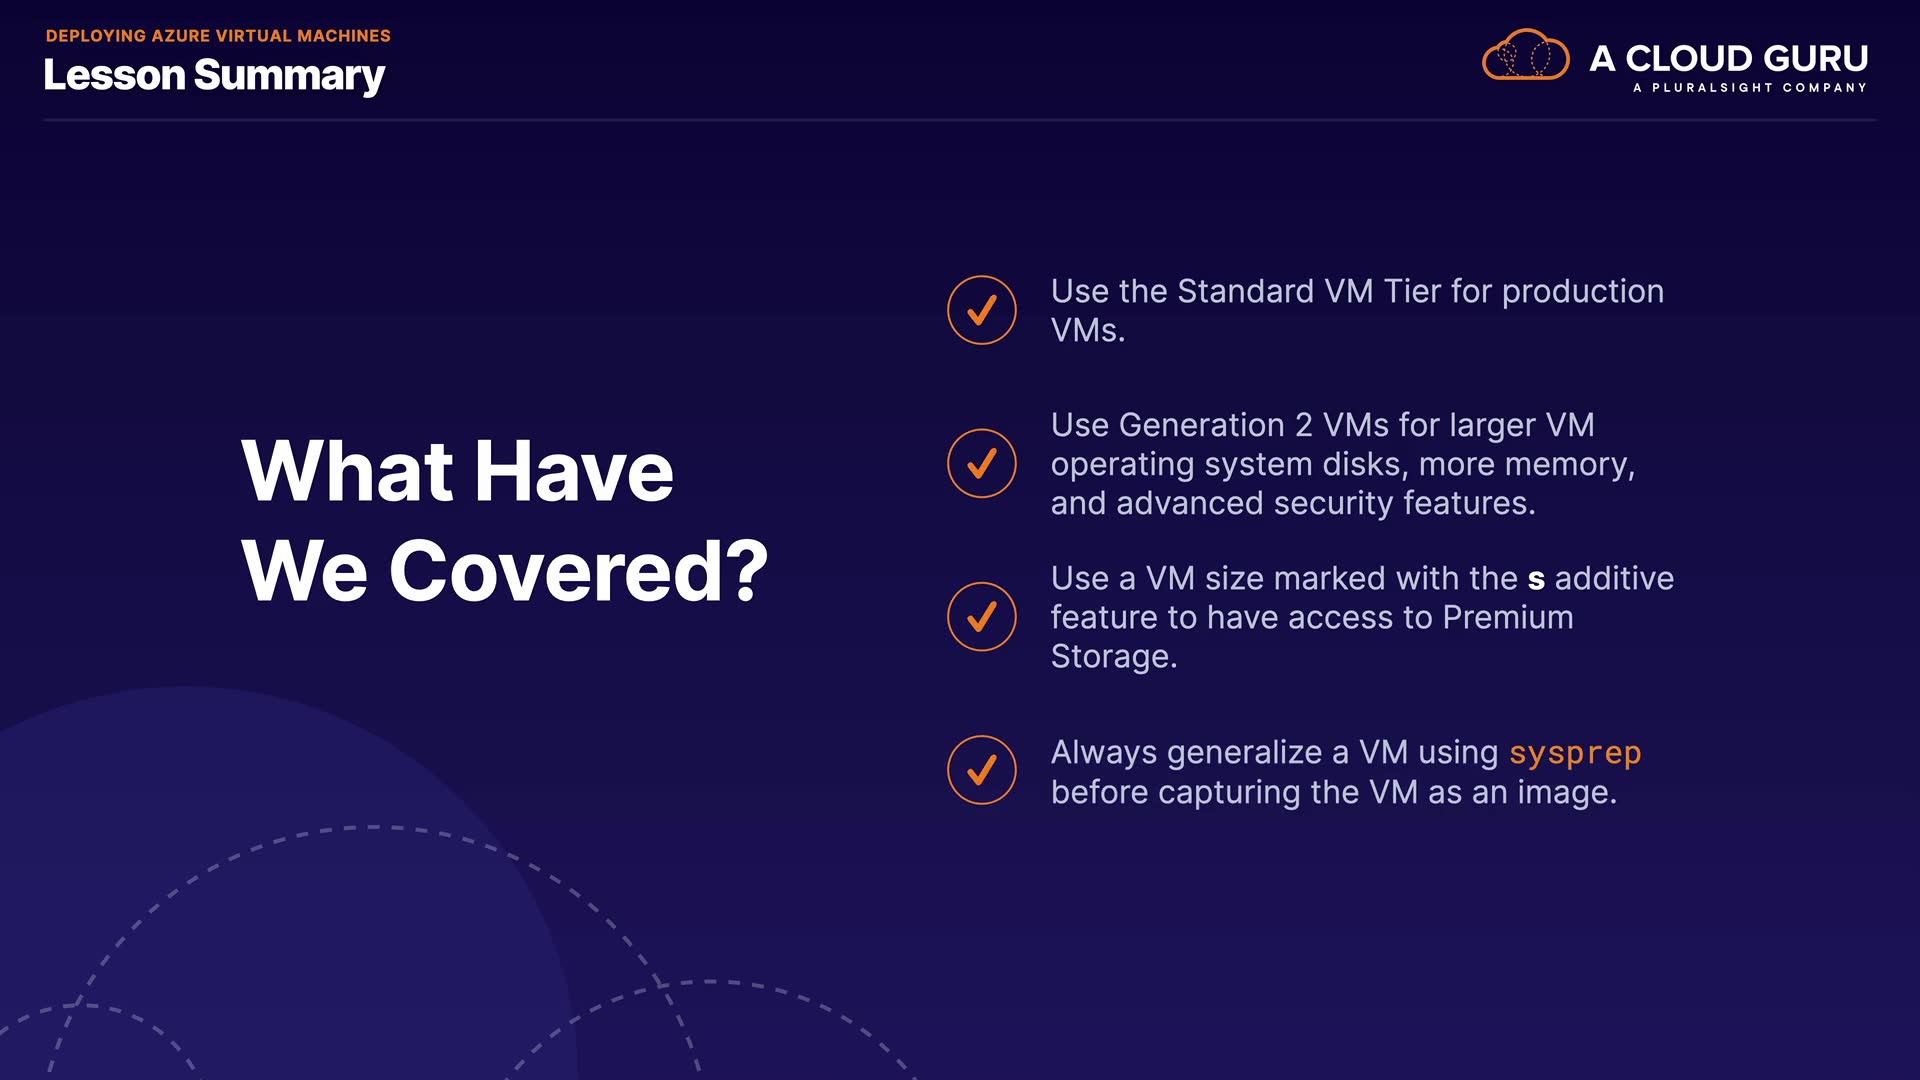 DEPLOYING AZURE VIRTUAL MACHINES
Lesson Summary
A CLOUD GURU
A PLURALSIGHT COMPANY
What Have
We Covered?
Use the Standard VM Tier for production
VMs.
Use Generation 2 VMs for larger VM
operating system disks, more memory,
and advanced security features.
Use a VM size marked with the s additive
feature to have access to Premium
Storage.
Always generalize a VM using sysprep
before capturing the VM as an image.